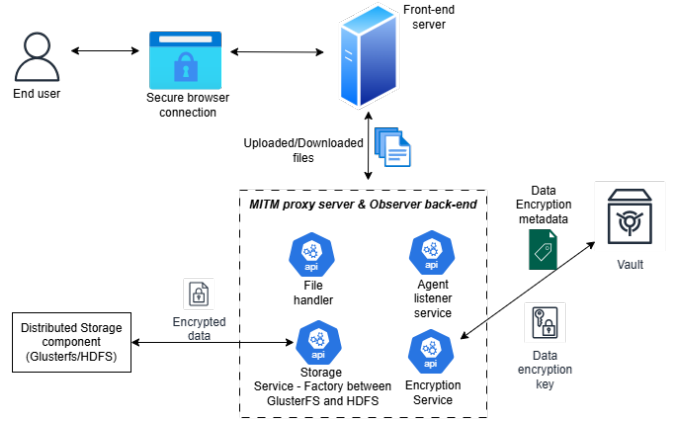 Front-end
server
End user
Secure browser
connection
Uploaded/Downloaded
files
MITM proxy server & Observer back-end
api
File
handler
api
Agent
listener
service
Data
Encryption
metadata
Vault
Encrypted
data
Distributed Storage
component
(Glusterfs/HDFS)
api
Storage
Service - Factory between
GlusterFS and HDFS
api
Encryption
Service
Data
encryption
key